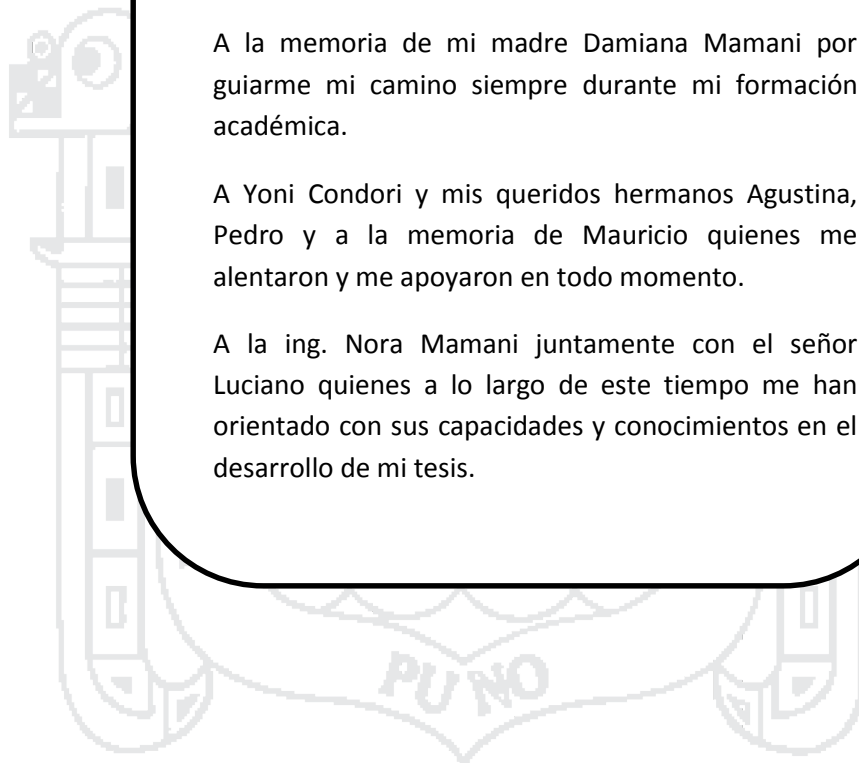 A la memoria de mi madre Damiana Mamani por
guiarme mi camino siempre durante mi formación
académica.
A Yoni Condori y mis queridos hermanos Agustina,
Pedro y a la memoria de Mauricio quienes me
alentaron y me apoyaron en todo momento.
A la ing. Nora Mamani juntamente con el señor
Luciano quienes a lo largo de este tiempo me han
orientado con sus capacidades y conocimientos en el
desarrollo de mi tesis.
PUNO